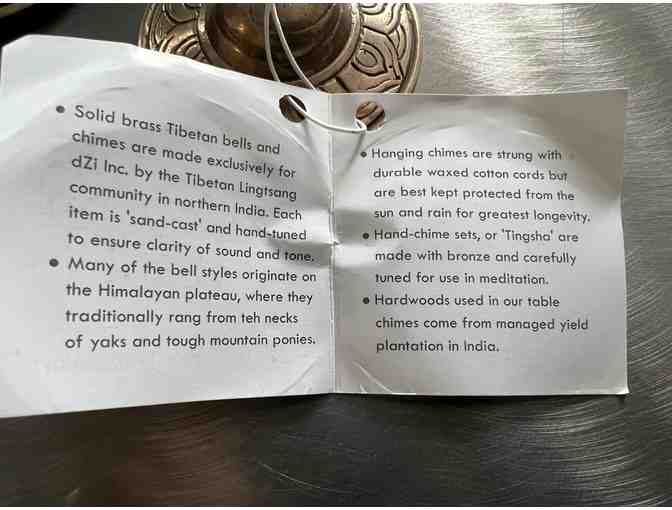 • Solid brass Tibetan bells and
chimes are made exclusively for
dZi Inc. by the Tibetan Lingtsang
community in northern India. Each
item is 'sand-cast' and hand-tuned
to ensure clarity of sound and tone.
• Many of the bell styles originate on
the Himalayan plateau, where they
traditionally rang from teh necks
of yaks and tough mountain ponies.
• Hanging chimes are strung with
durable waxed cotton cords but
are best kept protected from the
sun and rain for greatest longevity.
• Hand-chime sets, or 'Tingsha' are
made with bronze and carefully
tuned for use in meditation.
• Hardwoods used in our table
chimes come from managed yield
plantation in India.